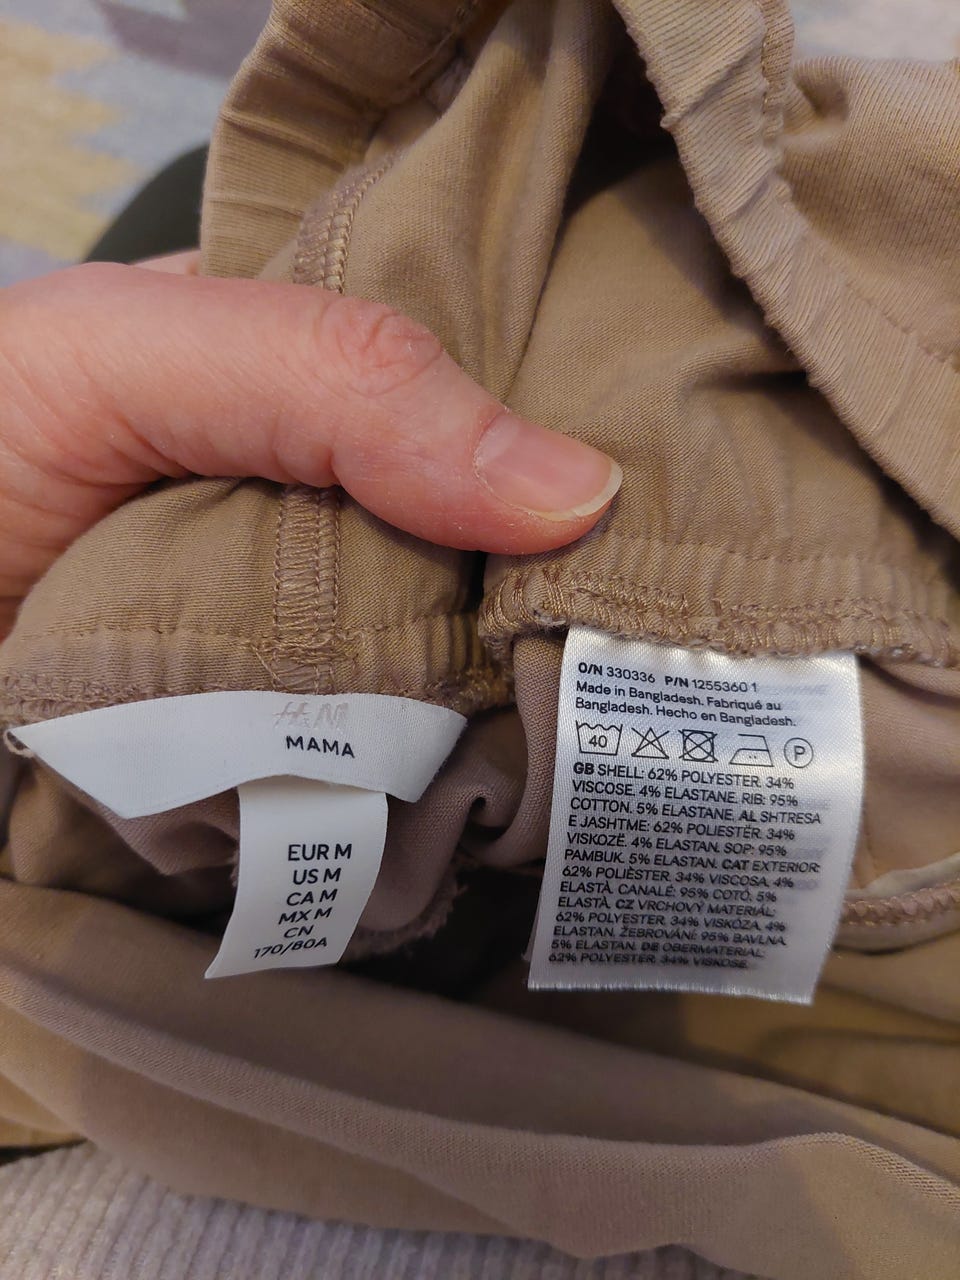 H&M
MAMA
EUR M
US M
CA M
MX M
CN
170/80A
O/N 330336 P/N 1255360 1
Made in Bangladesh. Fabriqué au
Bangladesh. Hecho en Bangladesh.
40
P
GB SHELL: 62% POLYESTER. 34%
VISCOSE. 4% ELASTANE. RIB: 95%
COTTON. 5% ELASTANE. AL SHTRESA
E JASHTME: 62% POLIESTËR. 34%
VISKOZË. 4% ELASTAN. SOP: 95%
PAMBUK. 5% ELASTAN. CAT EXTERIOR:
62% POLIÈSTER. 34% VISCOSA. 4%
ELASTÀ. CANALÉ: 95% COTÓ. 5%
ELASTÀ. CZ VRCHOVÝ MATERIÁL:
62% POLYESTER. 34% VISKÓZA. 4%
ELASTAN. ŽEBROVÁNÍ: 95% BAVLNA.
5% ELASTAN. DE OBERMATERIAL:
62% POLYESTER. 34% VISKOSE.